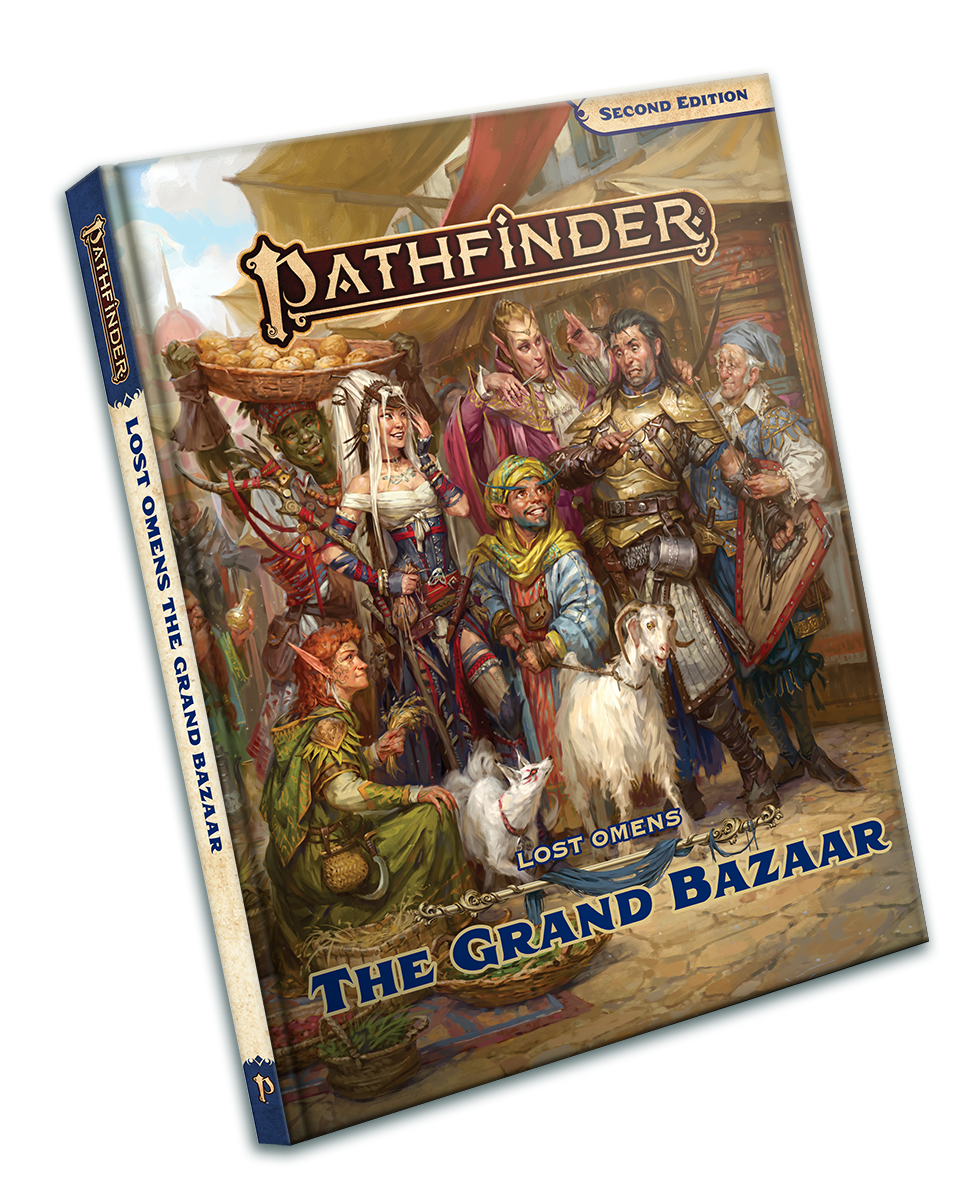 SECOND EDITION
PATHFINDER®
LOST OMENS
THE GRAND BAZAAR
PATHFINDER®
LOST OMENS THE GRAND BAZAAR
P